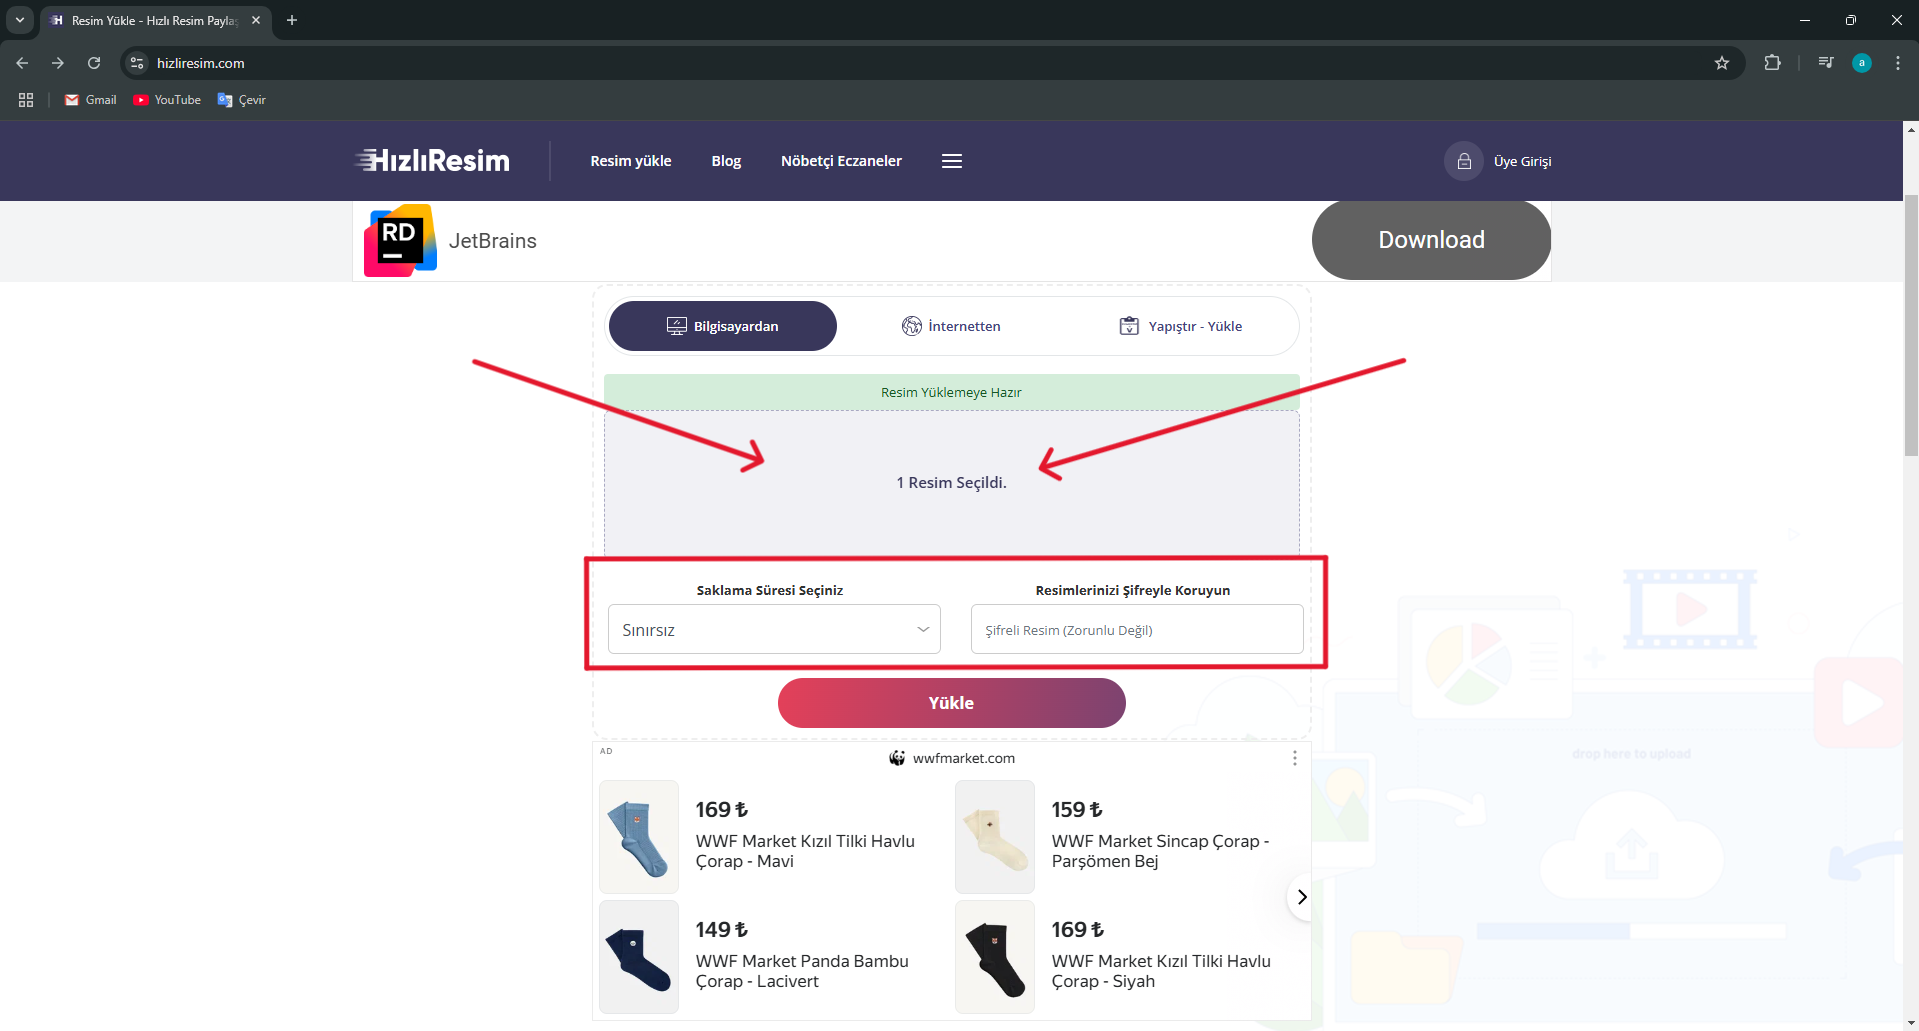 Resim Yükle - Hızlı Resim Payla
hizliresim.com
a
Gmail
YouTube
Çevir
HızlıResim
Resim yükle
Blog
Nöbetçi Eczaneler
Üye Girişi
RD
JetBrains
Download
Bilgisayardan
İnternetten
Yapıştır - Yükle
Resim Yüklemeye Hazır
1 Resim Seçildi.
Saklama Süresi Seçiniz
Resimlerinizi Şifreyle Koruyun
Sınırsız
Şifreli Resim (Zorunlu Değil)
Yükle
drop here to upload
AD
wwfmarket.com
169 ₺
WWF Market Kızıl Tilki Havlu
Çorap - Mavi
159 ₺
WWF Market Sincap Çorap -
Parşömen Bej
149 ₺
WWF Market Panda Bambu
Çorap - Lacivert
169 ₺
WWF Market Kızıl Tilki Havlu
Çorap - Siyah